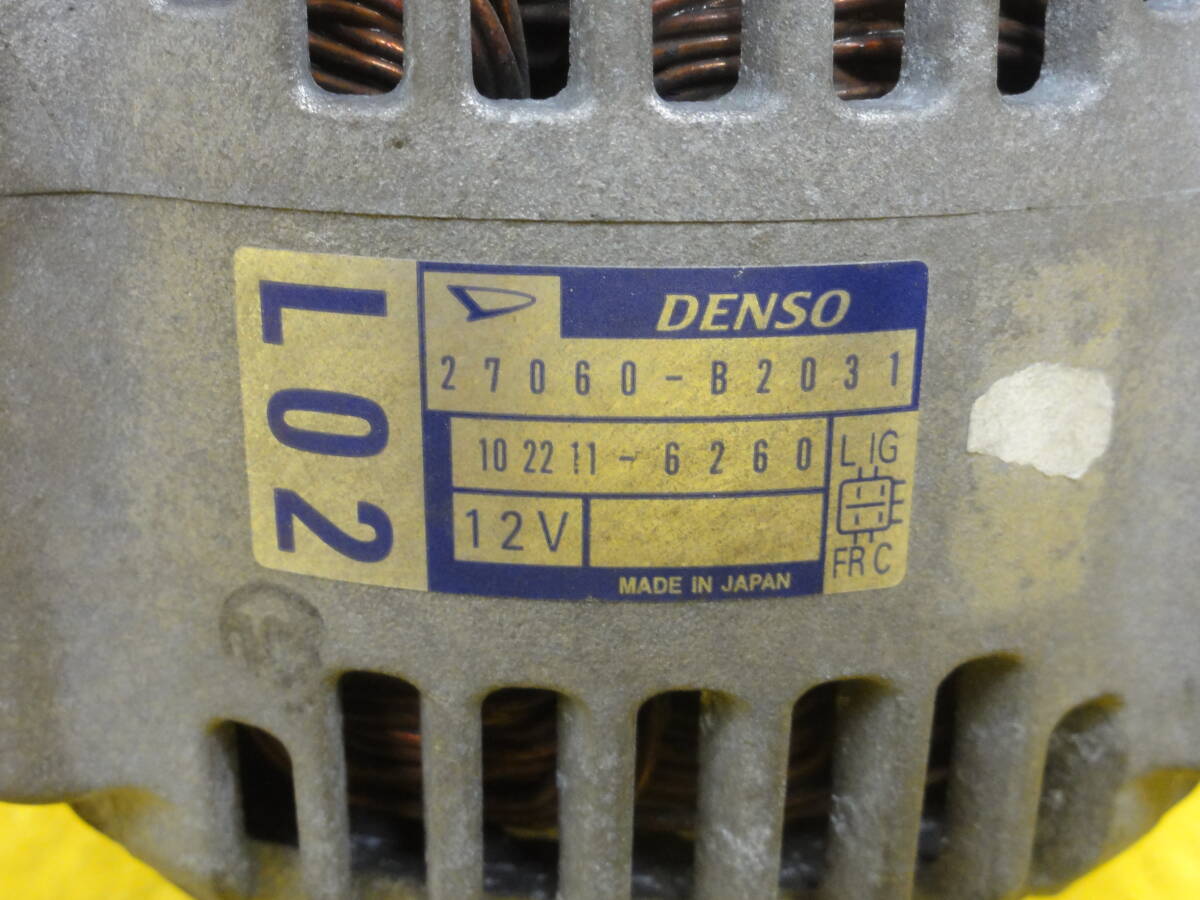 L02
DENSO
27060-B2031
102211-6260
12V
MADE IN JAPAN
L IG
E
FR C